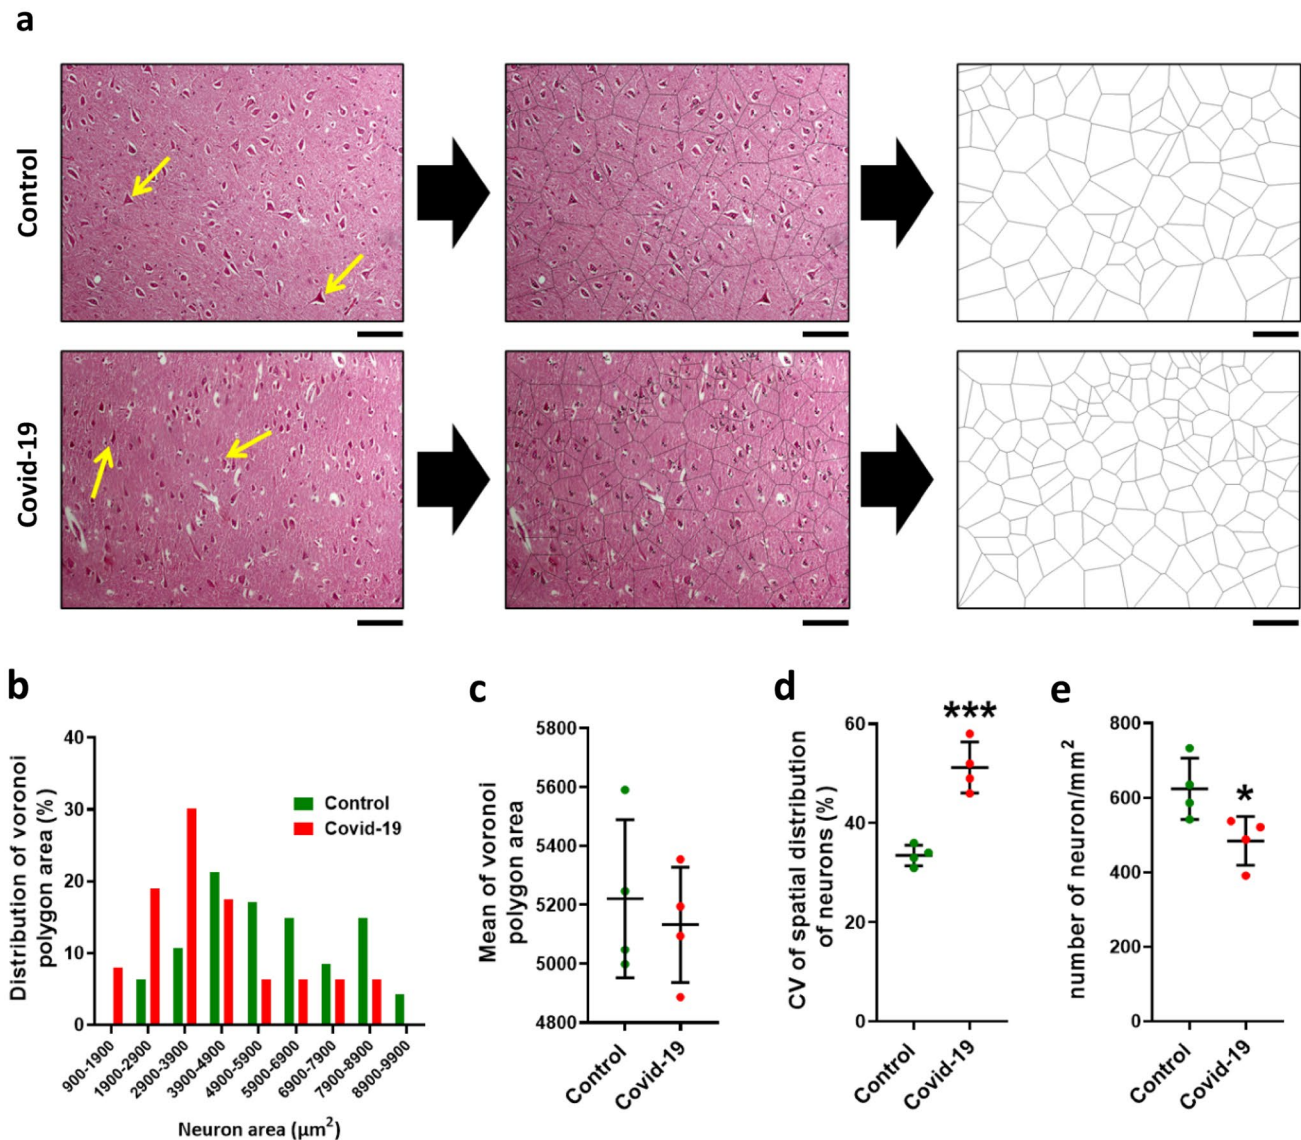 a
Control
Covid-19
b
Distribution of voronoi
polygon area (%)
40
30
20
10
0
Control
Covid-19
900-1900
1900-2900
2900-3900
3900-4900
4900-5900
5900-6900
6900-7900
7900-8900
8900-9900
Neuron area (µm²)
c
Mean of voronoi
polygon area
5800
5600
5400
5200
5000
4800
Control
Covid-19
d
CV of spatial distribution
of neurons (%)
60
40
20
0
***
Control
Covid-19
e
number of neuron/mm²
800
600
400
200
0
*
Control
Covid-19